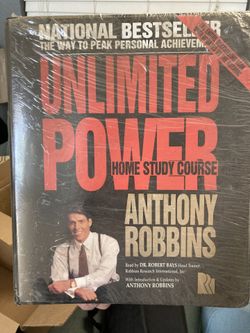 NATIONAL BESTSELLER
THE WAY TO PEAK PERSONAL ACHIEVEMENT
UNLIMITED
POWER
HOME STUDY COURSE
ANTHONY
ROBBINS
Read by DR. ROBERT BAYS Head Trainer,
Robbins Research International, Inc.
With Introduction & Updates by
ANTHONY ROBBINS